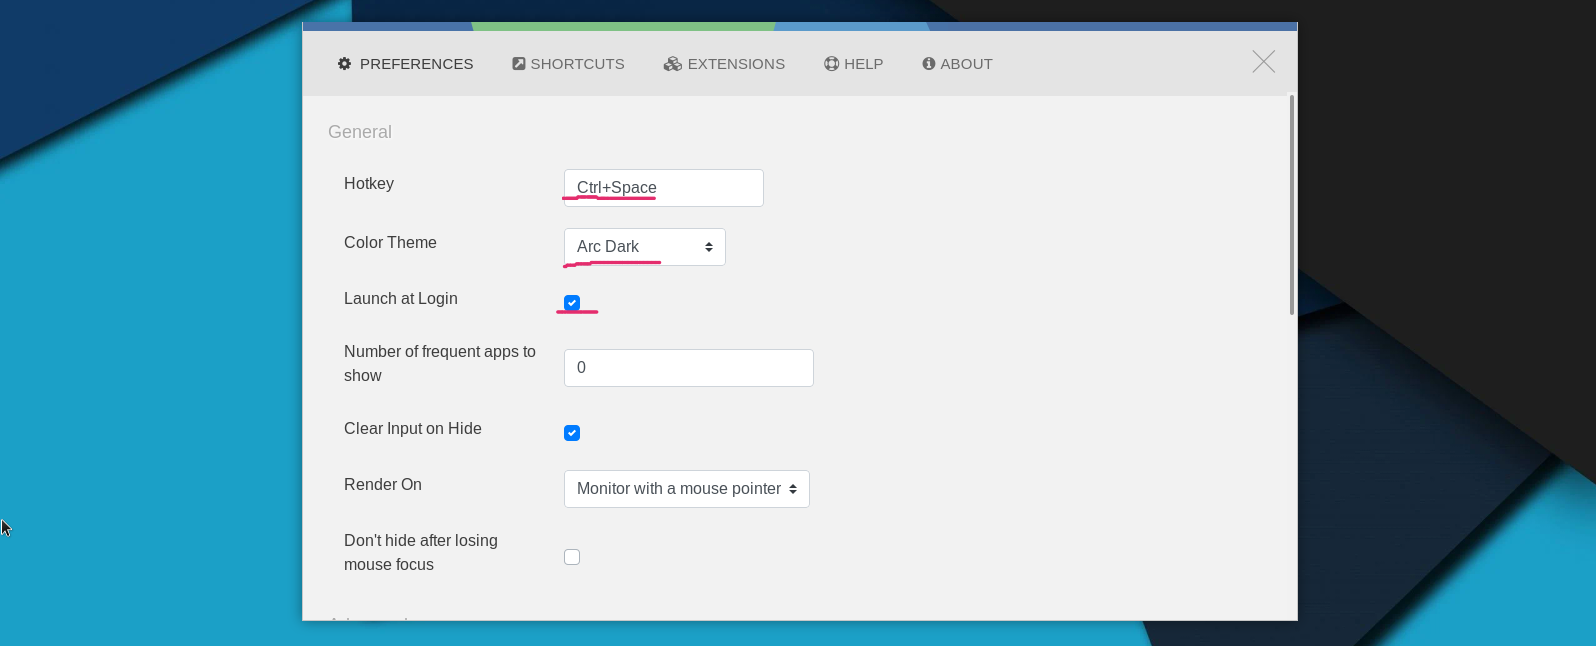 PREFERENCES SHORTCUTS EXTENSIONS HELP ABOUT
General
Hotkey Ctrl+Space
Color Theme Arc Dark
Launch at Login
Number of frequent apps to
show 0
Clear Input on Hide
Render On Monitor with a mouse pointer
Don't hide after losing
mouse focus